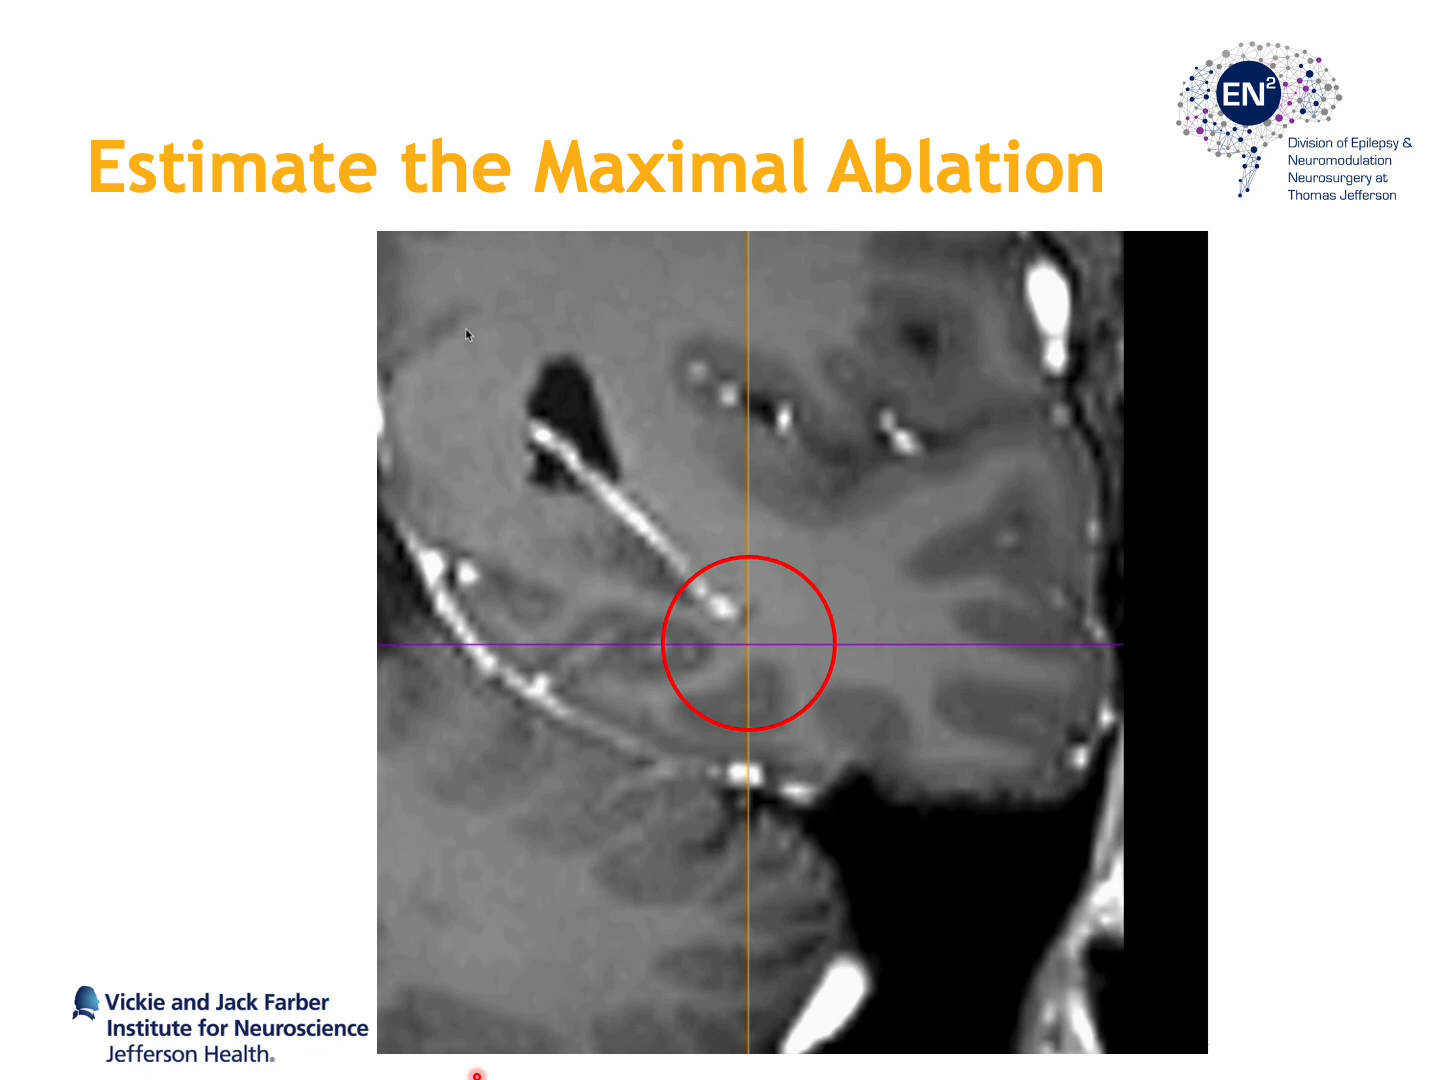 EN²
Division of Epilepsy &
Neuromodulation
Neurosurgery at
Thomas Jefferson
Estimate the Maximal Ablation
Vickie and Jack Farber
Institute for Neuroscience
Jefferson Health.